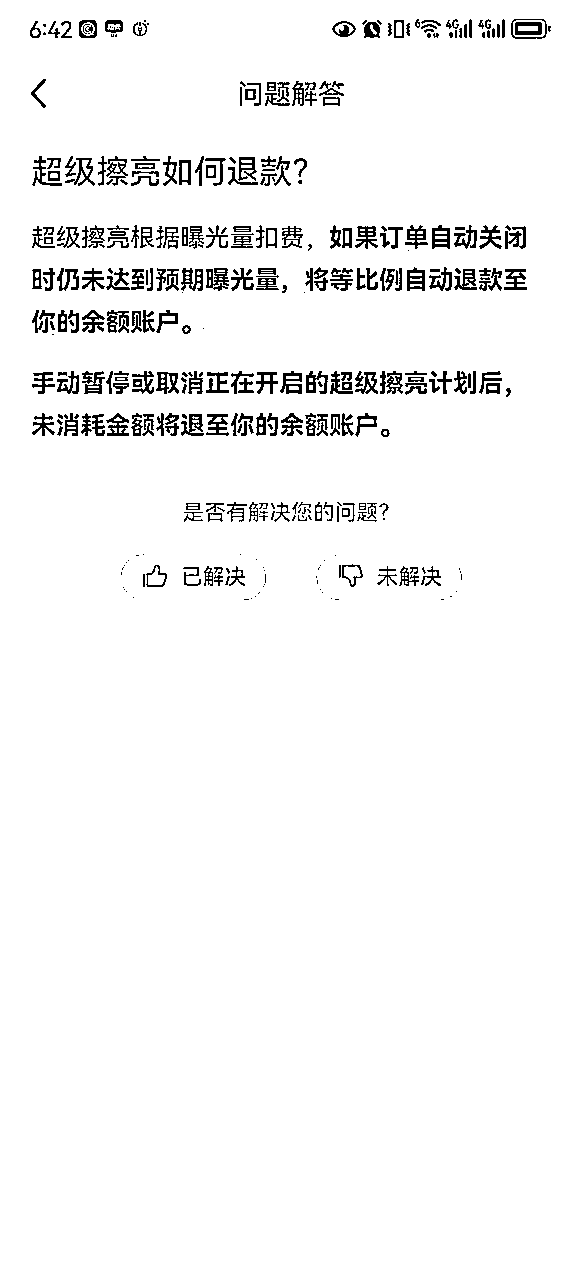 6:42
问题解答
超级擦亮如何退款？
超级擦亮根据曝光量扣费，如果订单自动关闭
时仍未达到预期曝光量，将等比例自动退款至
你的余额账户。
手动暂停或取消正在开启的超级擦亮计划后，
未消耗金额将退至你的余额账户。
是否有解决您的问题？
已解决 未解决